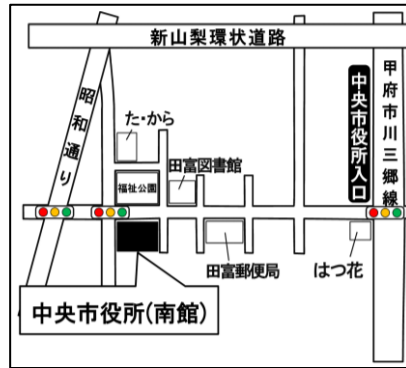 新山梨環状道路
昭和通り
た・から
田富図書館
福祉公園
中央市役所入口
甲府市川三郷線
田富郵便局
はつ花
中央市役所(南館)